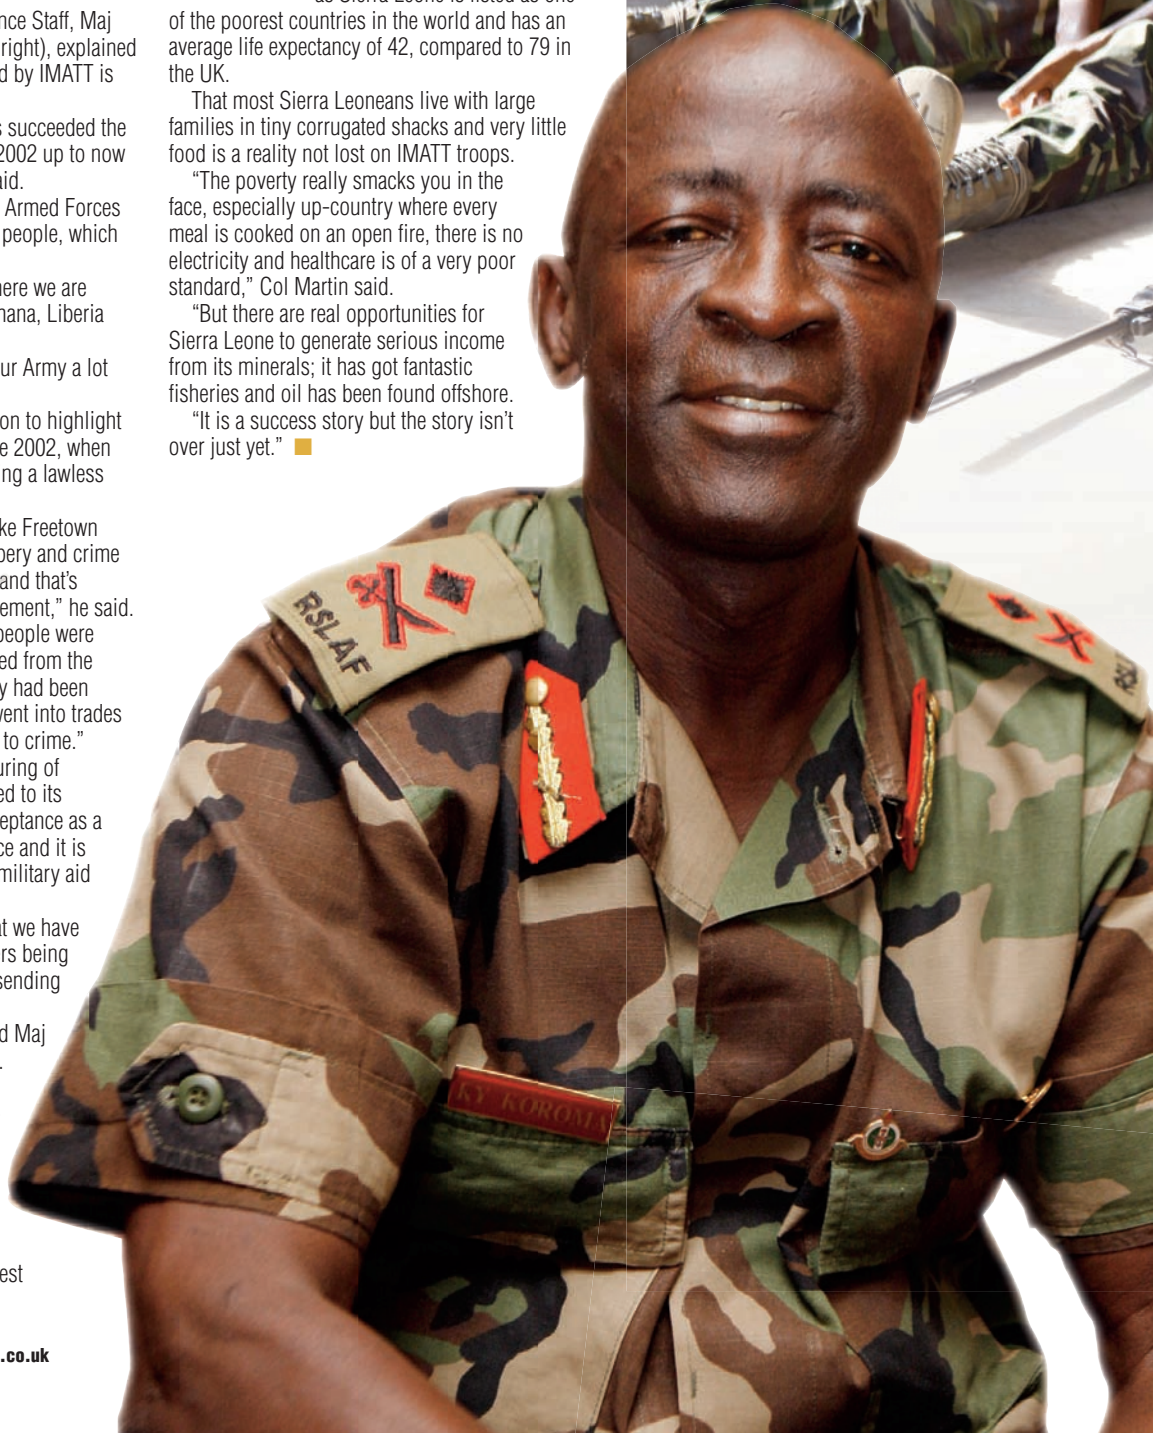 nce Staff, Maj
right), explained
d by IMATT is
s succeeded the
2002 up to now
aid.
Armed Forces
people, which
ere we are
hana, Liberia
ur Army a lot
on to highlight
e 2002, when
ng a lawless
ke Freetown
bery and crime
and that's
ement,” he said.
people were
ed from the
y had been
vent into trades
to crime.”
uring of
ed to its
eptance as a
ce and it is
military aid
at we have
rs being
sending
d Maj
.
est
.co.uk
of the poorest countries in the world and has an
average life expectancy of 42, compared to 79 in
the UK.
That most Sierra Leoneans live with large
families in tiny corrugated shacks and very little
food is a reality not lost on IMATT troops.
“The poverty really smacks you in the
face, especially up-country where every
meal is cooked on an open fire, there is no
electricity and healthcare is of a very poor
standard,” Col Martin said.
“But there are real opportunities for
Sierra Leone to generate serious income
from its minerals; it has got fantastic
fisheries and oil has been found offshore.
“It is a success story but the story isn’t
over just yet.”
RSLAF
RSL
KY KOROMA